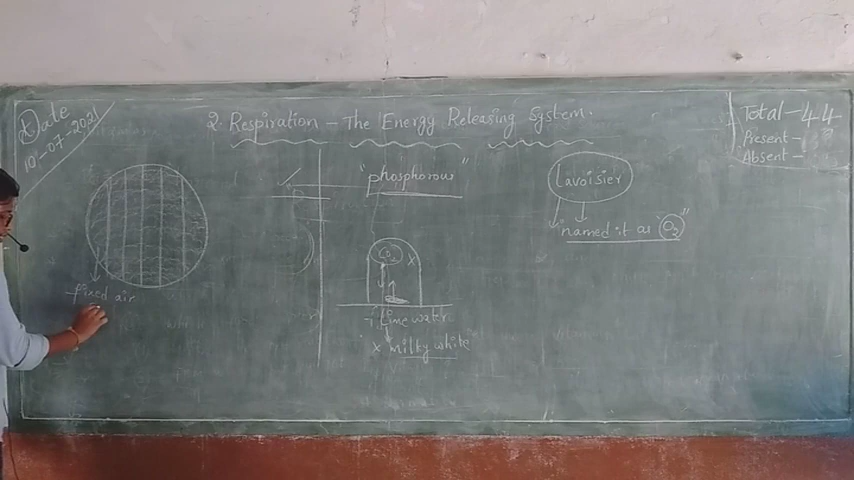 Date
10-07-2021
2. Respiration - The Energy Releasing System.
Total - 44
Present -
Absent -
"phosphorous"
Lavoisier
"named it as O2"
CO2 x
fixed air
Lime water
x milky white